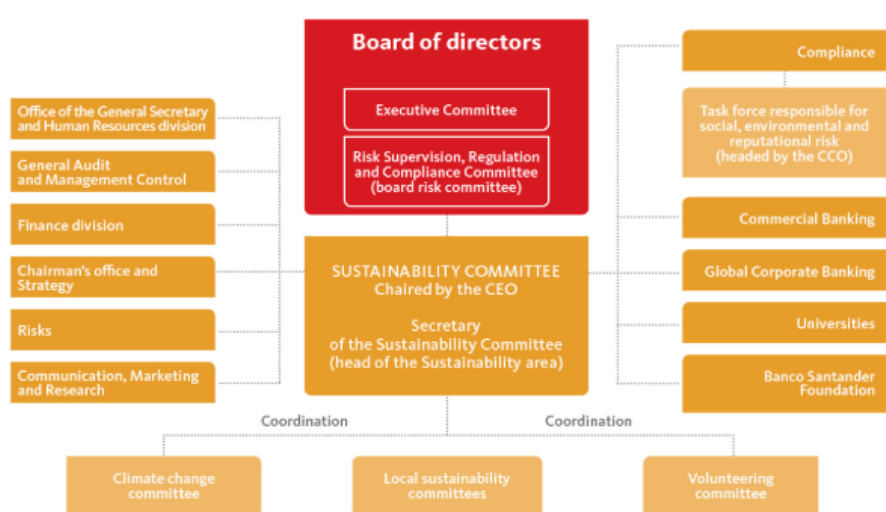 Board of directors
Executive Committee
Risk Supervision, Regulation
and Compliance Committee
(board risk committee)
Office of the General Secretary
and Human Resources division
General Audit
and Management Control
Finance division
Chairman's office and
Strategy
Risks
Communication, Marketing
and Research
SUSTAINABILITY COMMITTEE
Chaired by the CEO
Secretary
of the Sustainability Committee
(head of the Sustainability area)
Compliance
Task force responsible for
social, environmental and
reputational risk
(headed by the CCO)
Commercial Banking
Global Corporate Banking
Universities
Banco Santander
Foundation
Coordination
Coordination
Climate change
committee
Local sustainability
committees
Volunteering
committee